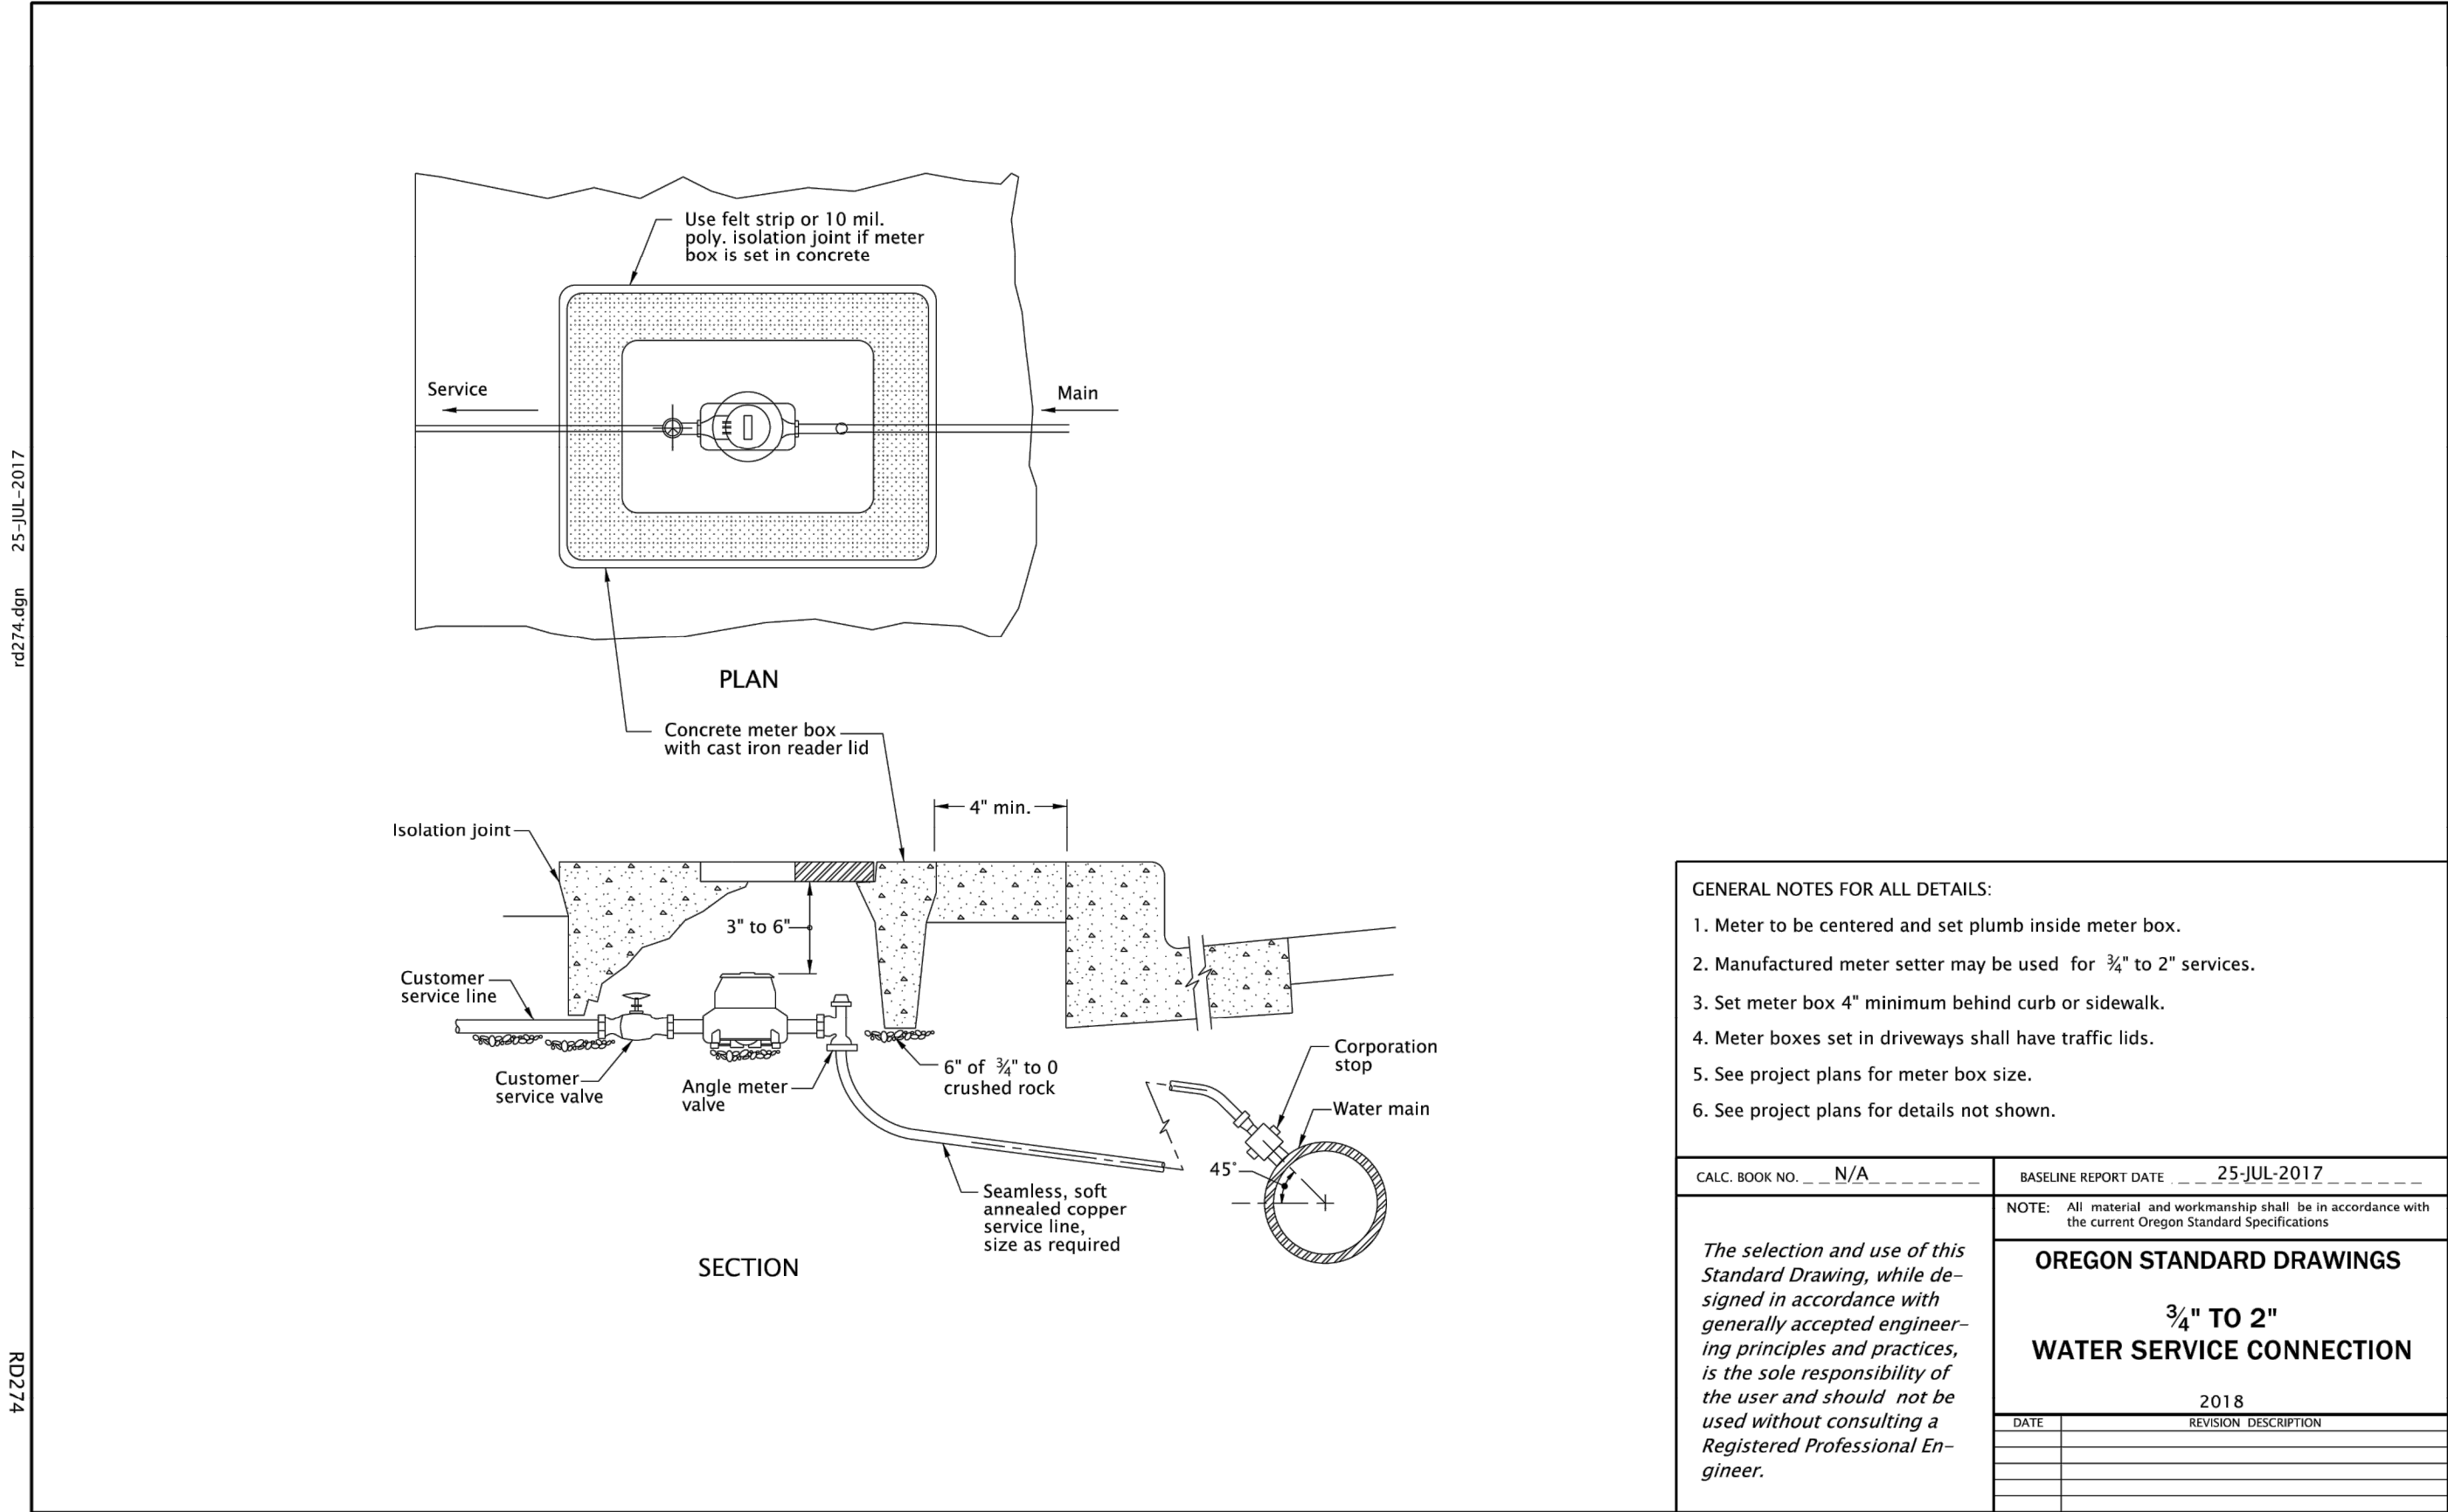 Use felt strip or 10 mil.
poly. isolation joint if meter
box is set in concrete
Service
Main
PLAN
Concrete meter box
with cast iron reader lid
4" min.
Isolation joint
3" to 6"
Customer
service line
Customer
service valve
Angle meter
valve
6" of ¾" to 0
crushed rock
Corporation
stop
Water main
45°
Seamless, soft
annealed copper
service line,
size as required
SECTION
GENERAL NOTES FOR ALL DETAILS:
1. Meter to be centered and set plumb inside meter box.
2. Manufactured meter setter may be used for ¾" to 2" services.
3. Set meter box 4" minimum behind curb or sidewalk.
4. Meter boxes set in driveways shall have traffic lids.
5. See project plans for meter box size.
6. See project plans for details not shown.
CALC. BOOK NO. N/A
BASELINE REPORT DATE 25-JUL-2017
NOTE: All material and workmanship shall be in accordance with
the current Oregon Standard Specifications
The selection and use of this
Standard Drawing, while de-
signed in accordance with
generally accepted engineer-
ing principles and practices,
is the sole responsibility of
the user and should not be
used without consulting a
Registered Professional En-
gineer.
OREGON STANDARD DRAWINGS
¾" TO 2"
WATER SERVICE CONNECTION
2018
DATE REVISION DESCRIPTION
rd274.dgn 25-JUL-2017
RD274